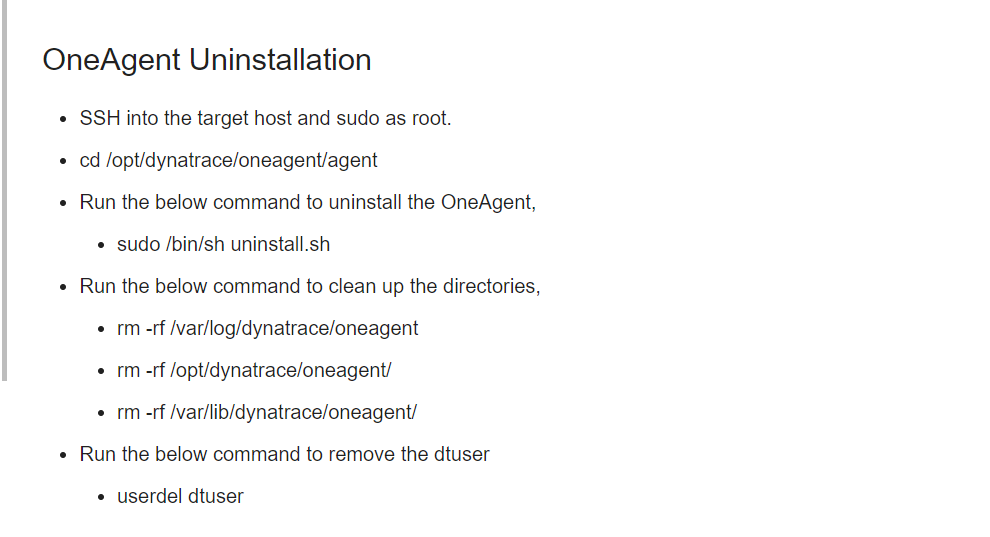 OneAgent Uninstallation
SSH into the target host and sudo as root.
cd /opt/dynatrace/oneagent/agent
Run the below command to uninstall the OneAgent,
sudo /bin/sh uninstall.sh
Run the below command to clean up the directories,
rm -rf /var/log/dynatrace/oneagent
rm -rf /opt/dynatrace/oneagent/
rm -rf /var/lib/dynatrace/oneagent/
Run the below command to remove the dtuser
userdel dtuser